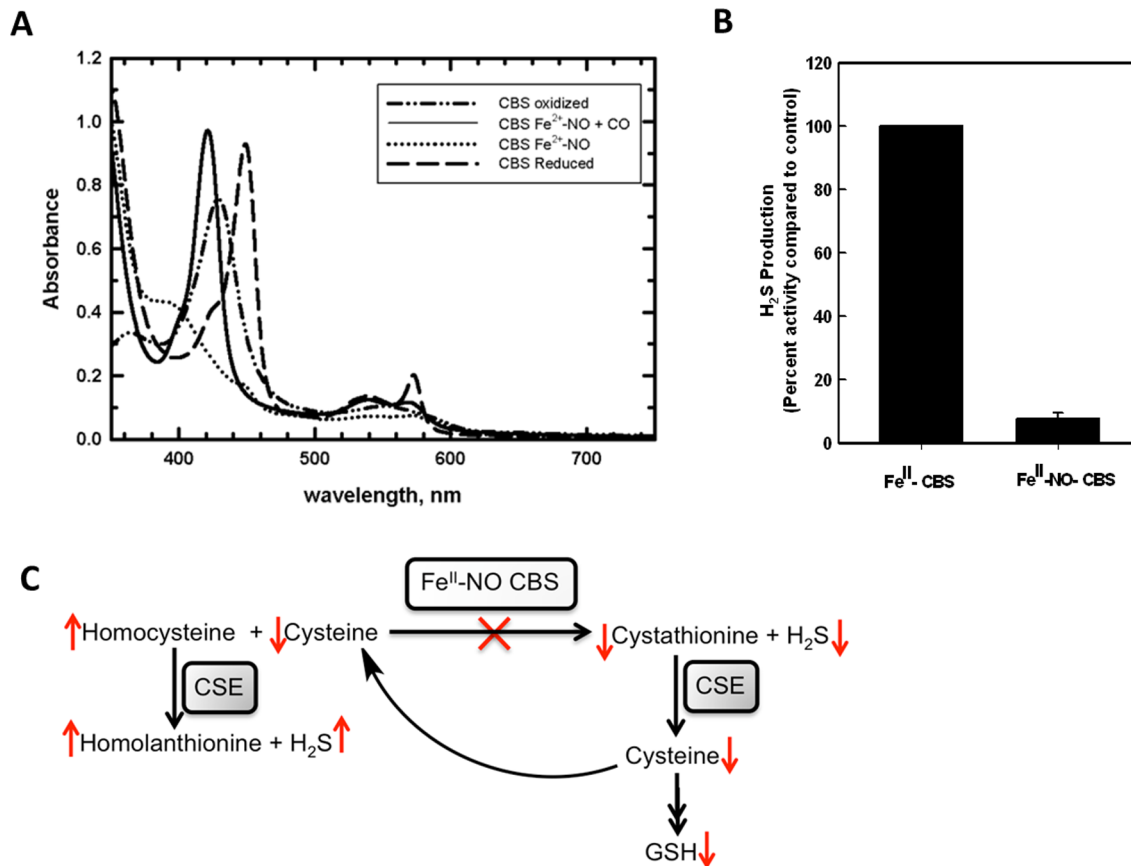 A
1.2
1.0
0.8
0.6
0.4
0.2
0.0
Absorbance
400
500
600
700
wavelength, nm
CBS oxidized
CBS Fe²⁺-NO + CO
CBS Fe²⁺-NO
CBS Reduced
B
120
100
80
60
40
20
0
H₂S Production
(Percent activity compared to control)
Feᴵᴵ- CBS
Feᴵᴵ-NO- CBS
C
Feᴵᴵ-NO CBS
Homocysteine + Cysteine
Cystathionine + H₂S
CSE
CSE
Homolanthionine + H₂S
Cysteine
GSH